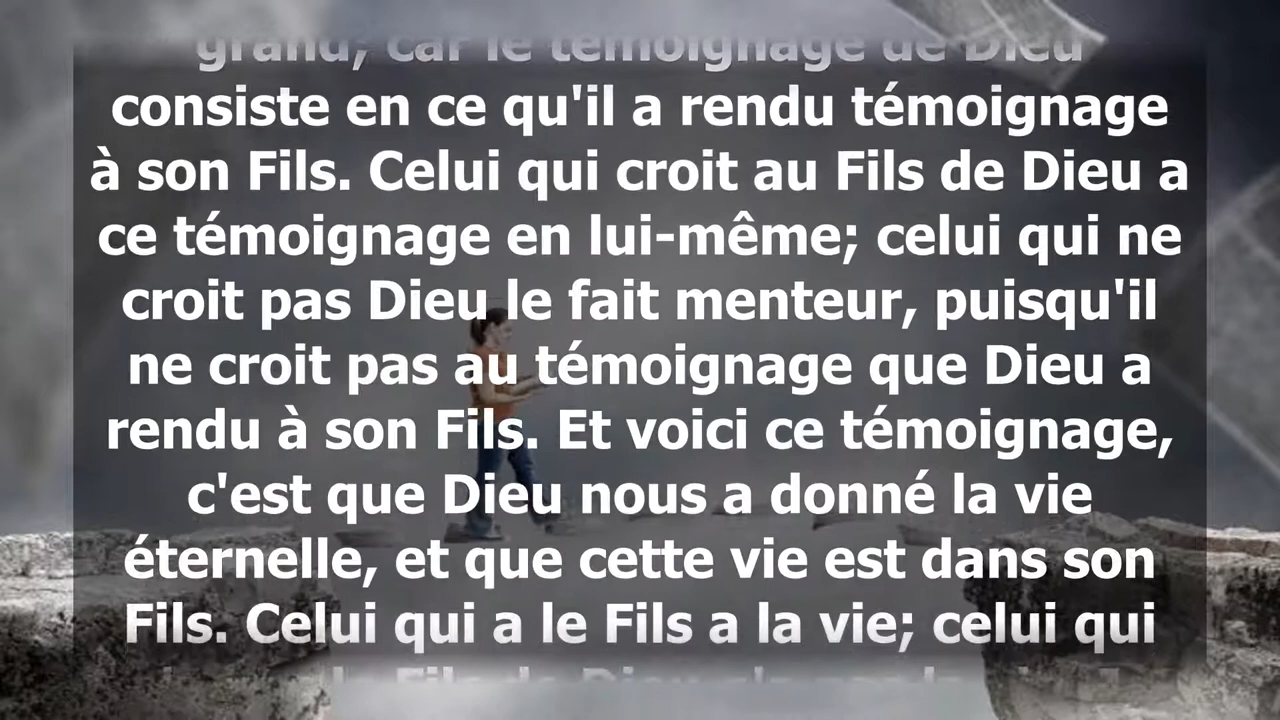 grand; car le témoignage de Dieu
consiste en ce qu'il a rendu témoignage
à son Fils. Celui qui croit au Fils de Dieu a
ce témoignage en lui-même; celui qui ne
croit pas Dieu le fait menteur, puisqu'il
ne croit pas au témoignage que Dieu a
rendu à son Fils. Et voici ce témoignage,
c'est que Dieu nous a donné la vie
éternelle, et que cette vie est dans son
Fils. Celui qui a le Fils a la vie; celui qui